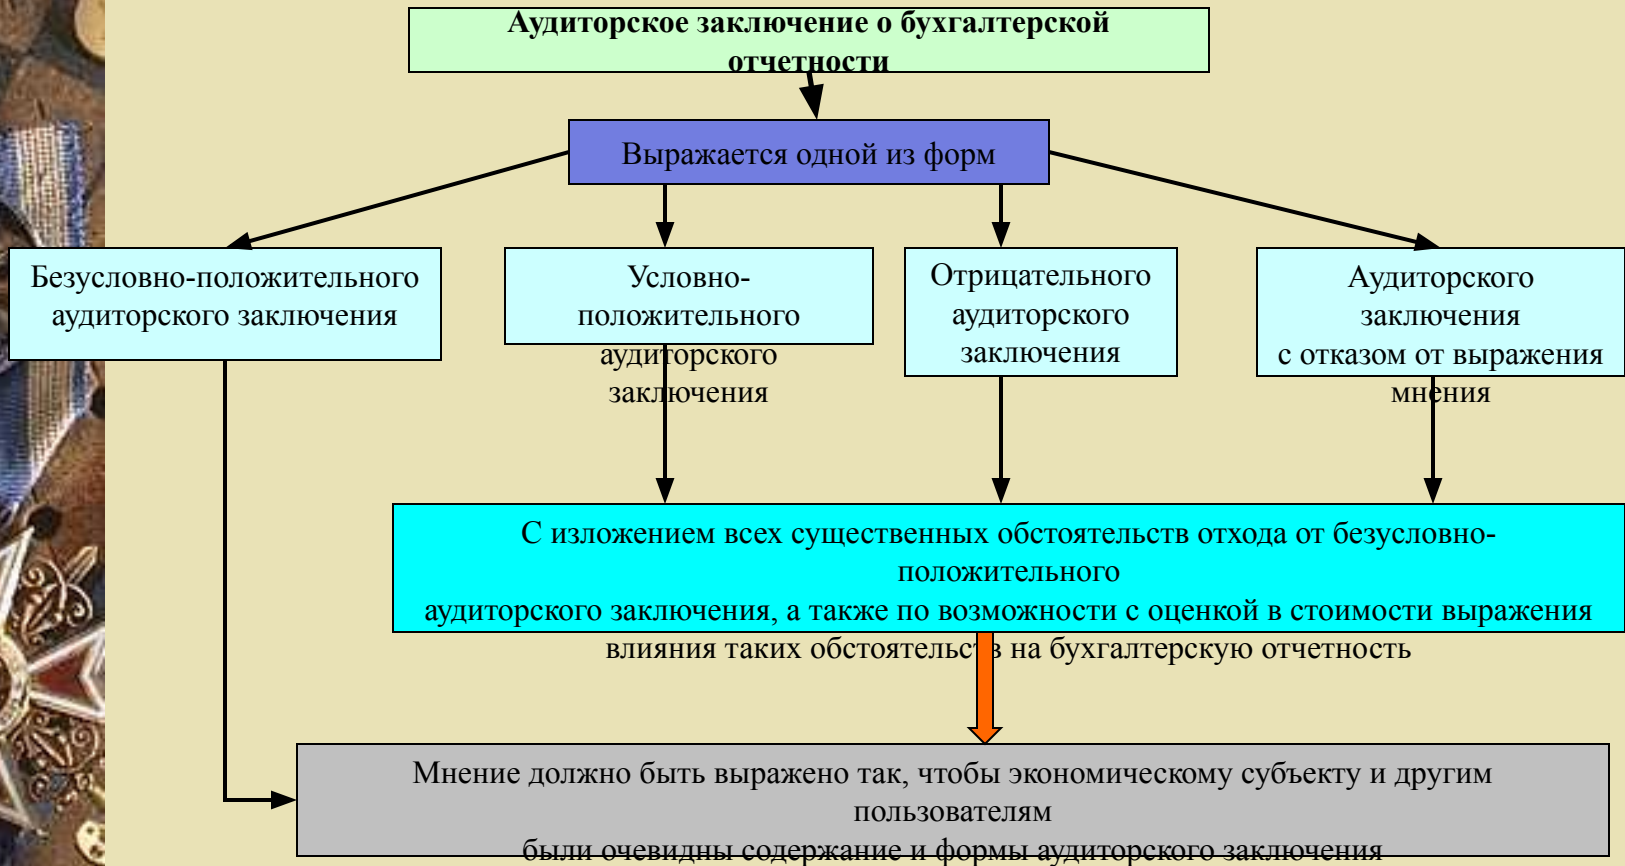 Аудиторское заключение о бухгалтерской
отчетности
Выражается одной из форм
Безусловно-положительного
аудиторского заключения
Условно-
положительного
аудиторского
заключения
Отрицательного
аудиторского
заключения
Аудиторского
заключения
с отказом от выражения
мнения
С изложением всех существенных обстоятельств отхода от безусловно-
положительного
аудиторского заключения, а также по возможности с оценкой в стоимости выражения
влияния таких обстоятельств на бухгалтерскую отчетность
Мнение должно быть выражено так, чтобы экономическому субъекту и другим
пользователям
были очевидны содержание и формы аудиторского заключения